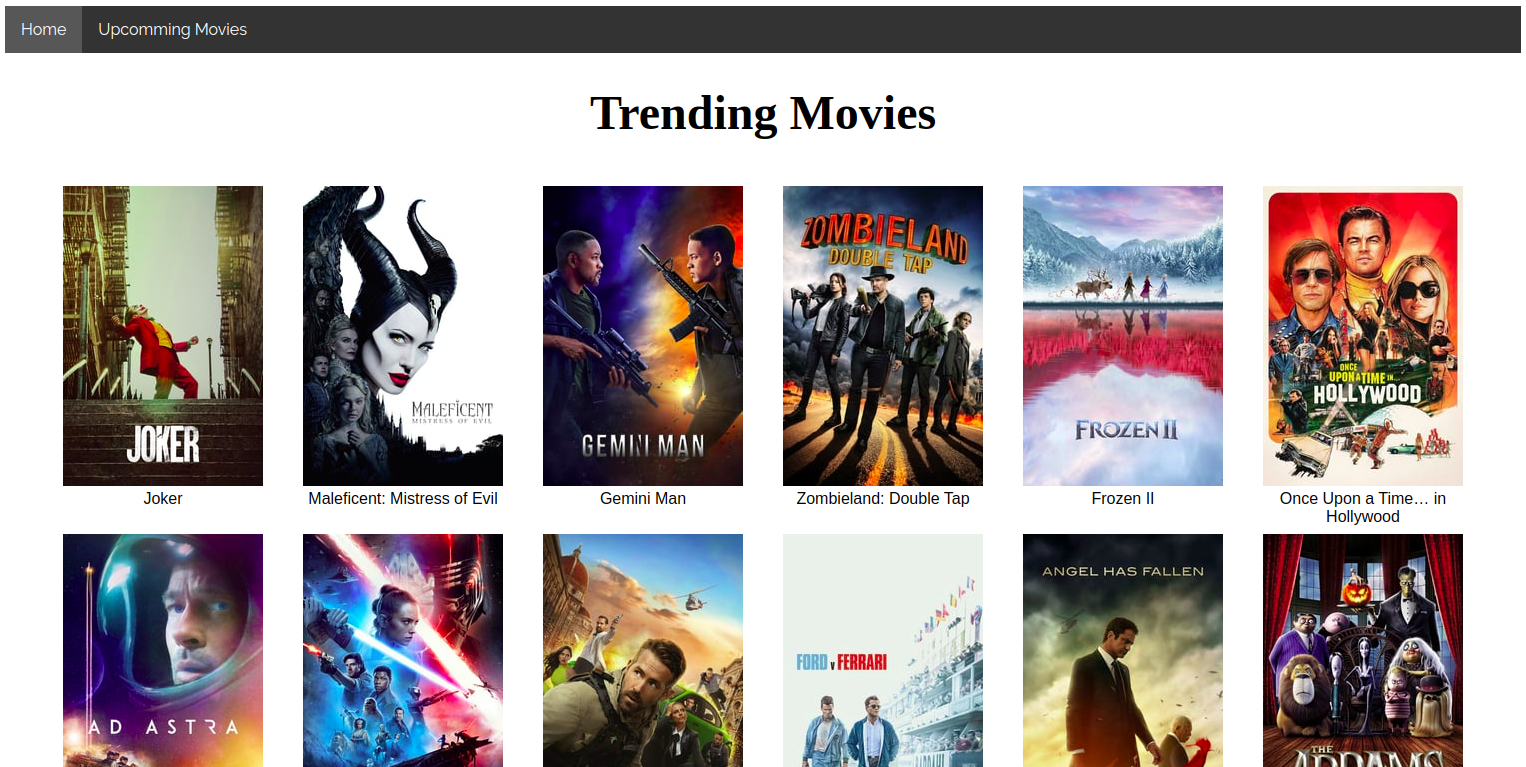 Home Upcomming Movies
Trending Movies
JOKER
MALEFICENT
MISTRESS OF EVIL
GEMINI MAN
ZOMBIELAND
DOUBLE TAP
FROZEN II
ONCE
UPON A TIME IN...
HOLLYWOOD
Joker
Maleficent: Mistress of Evil
Gemini Man
Zombieland: Double Tap
Frozen II
Once Upon a Time… in
Hollywood
AD ASTRA
FORD v FERRARI
ANGEL HAS FALLEN
THE
ADDAMS